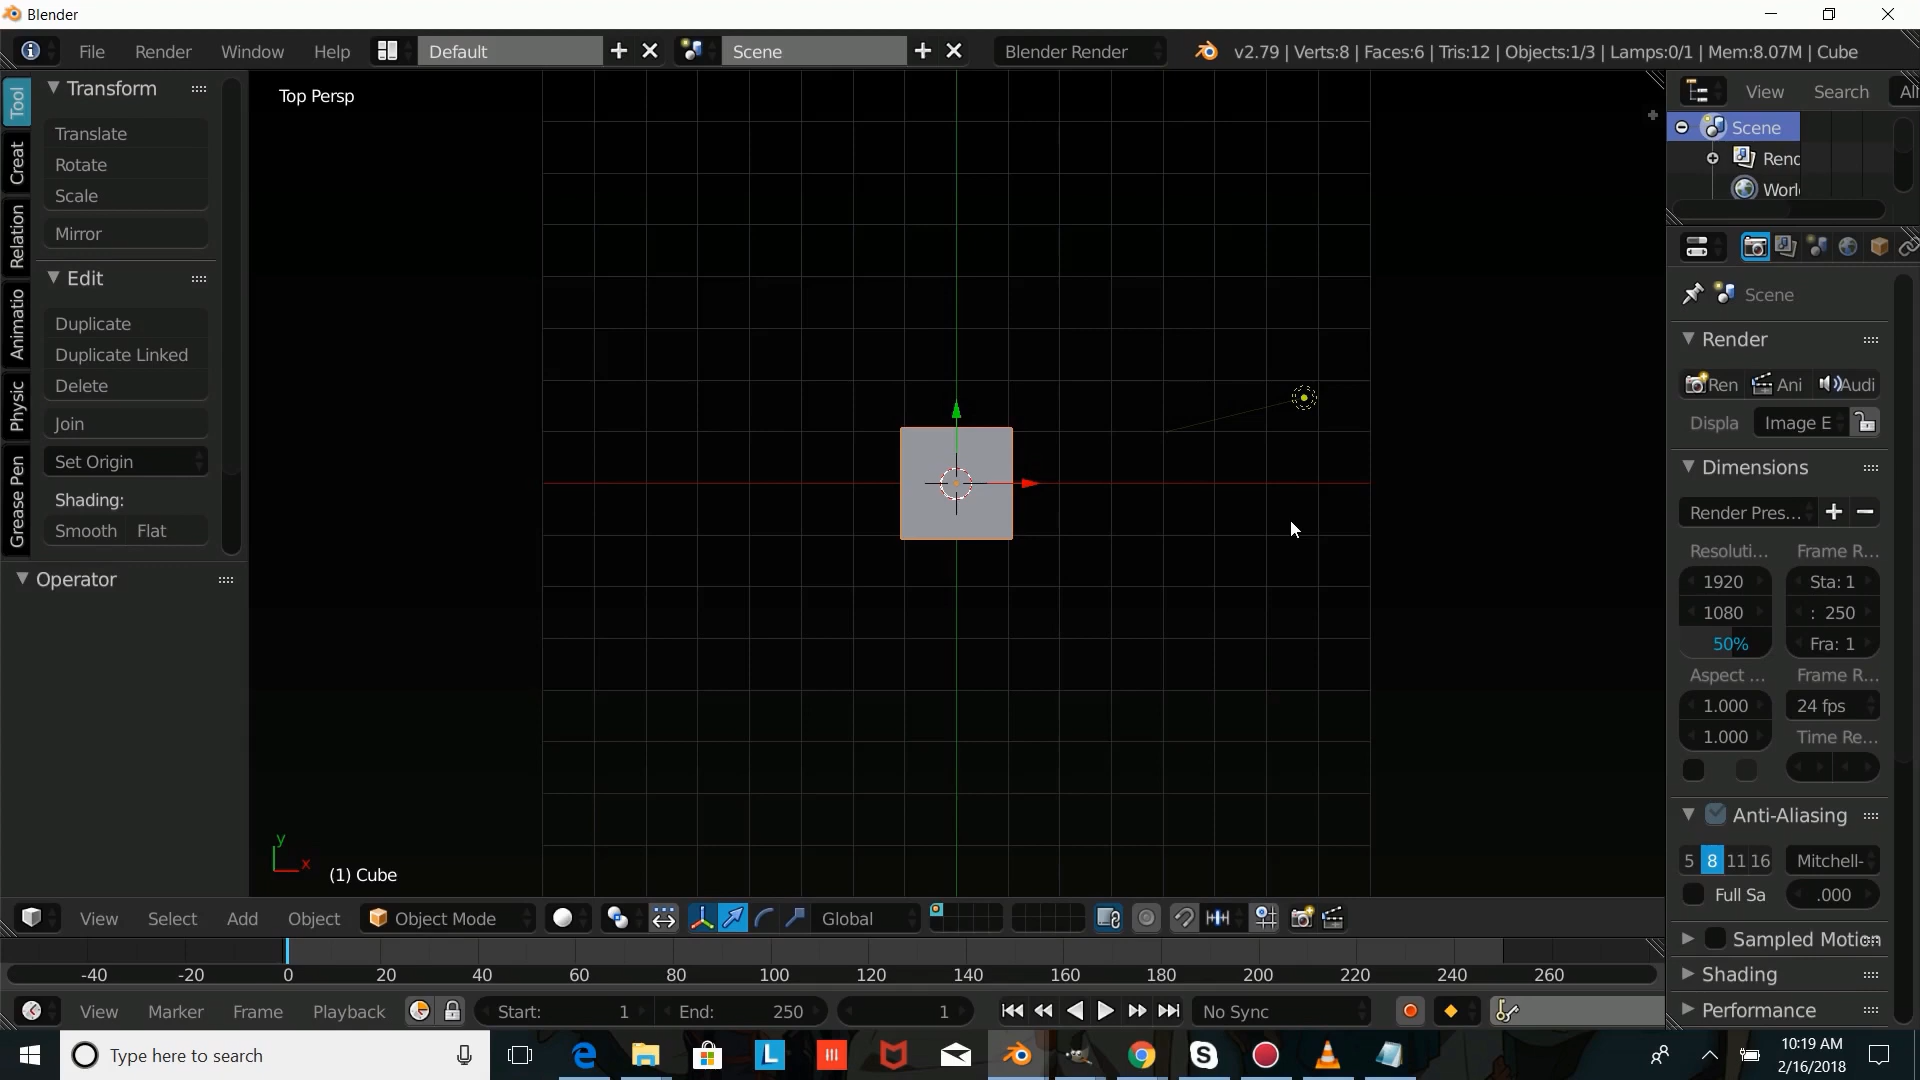 Blender
File Render Window Help Default Scene Blender Render v2.79 | Verts:8 | Faces:6 | Tris:12 | Objects:1/3 | Lamps:0/1 | Mem:8.07M | Cube
Tool
Creat
Relation
Animatio
Physic
Grease Pen
Transform
Translate
Rotate
Scale
Mirror
Edit
Duplicate
Duplicate Linked
Delete
Join
Set Origin
Shading:
Smooth Flat
Operator
Top Persp
y
x
(1) Cube
View Search All
Scene
Rend
Worl
Scene
Render
Ren Ani Audi
Displa Image E
Dimensions
Render Pres...
Resoluti... Frame R...
1920 Sta: 1
1080 : 250
50% Fra: 1
Aspect ... Frame R...
1.000 24 fps
1.000 Time Re...
Anti-Aliasing
5 8 11 16 Mitchell-
Full Sa .000
Sampled Motion
Shading
Performance
View Select Add Object Object Mode Global
-40 -20 0 20 40 60 80 100 120 140 160 180 200 220 240 260
View Marker Frame Playback Start: 1 End: 250 1 No Sync
Type here to search
10:19 AM
2/16/2018